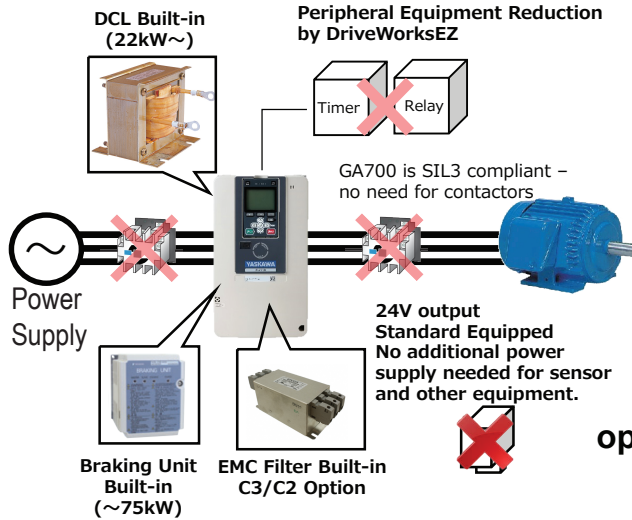 DCL Built-in
(22kW～)
Peripheral Equipment Reduction
by DriveWorksEZ
Timer
Relay
GA700 is SIL3 compliant –
no need for contactors
YASKAWA
Power
Supply
24V output
Standard Equipped
No additional power
supply needed for sensor
and other equipment.
BRAKING UNIT
op
Braking Unit
Built-in
(～75kW)
EMC Filter Built-in
C3/C2 Option